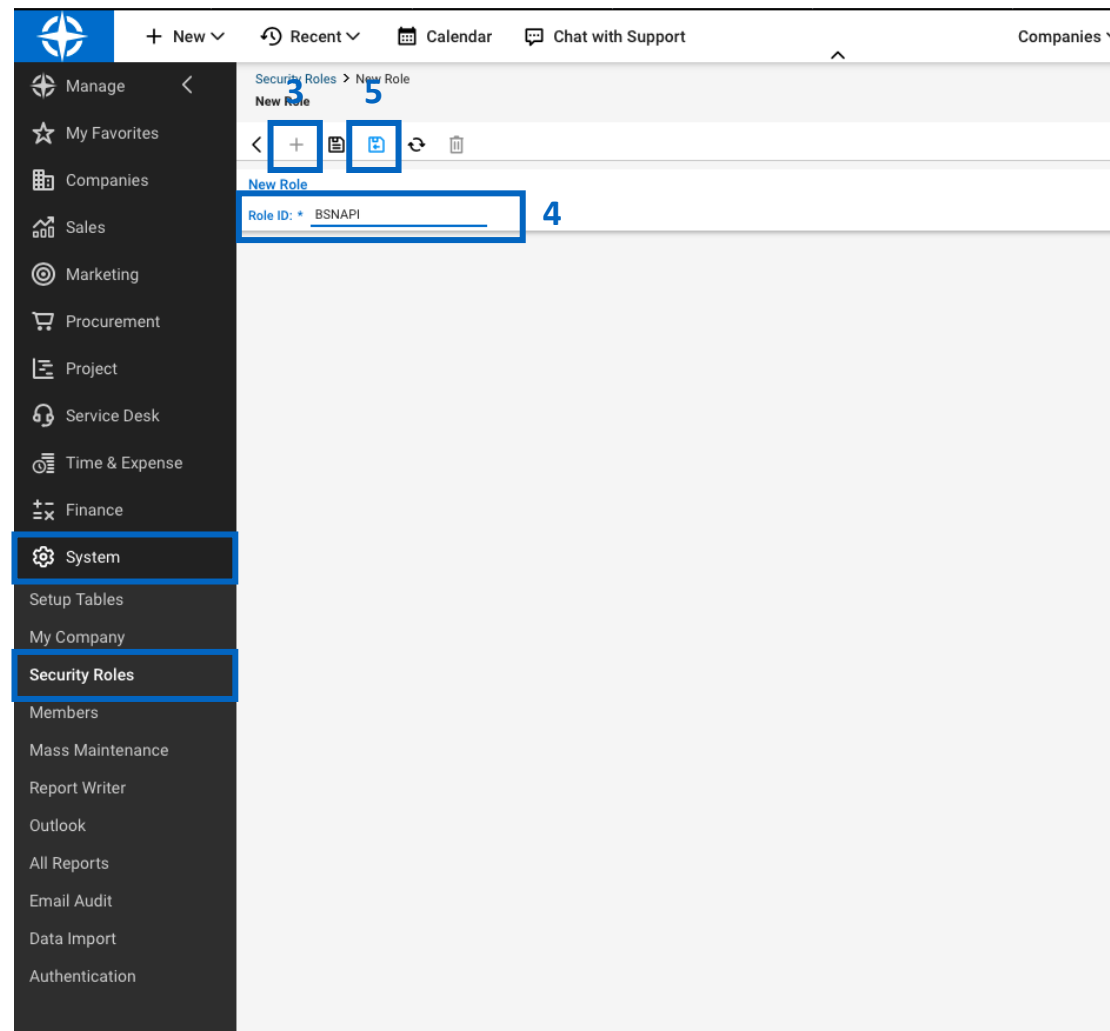 New
Recent
Calendar
Chat with Support
Companies
Manage
My Favorites
Companies
Sales
Marketing
Procurement
Project
Service Desk
Time & Expense
Finance
System
Setup Tables
My Company
Security Roles
Members
Mass Maintenance
Report Writer
Outlook
All Reports
Email Audit
Data Import
Authentication
Security Roles > New Role
New Role
3
5
New Role
Role ID: * BSNAPI
4